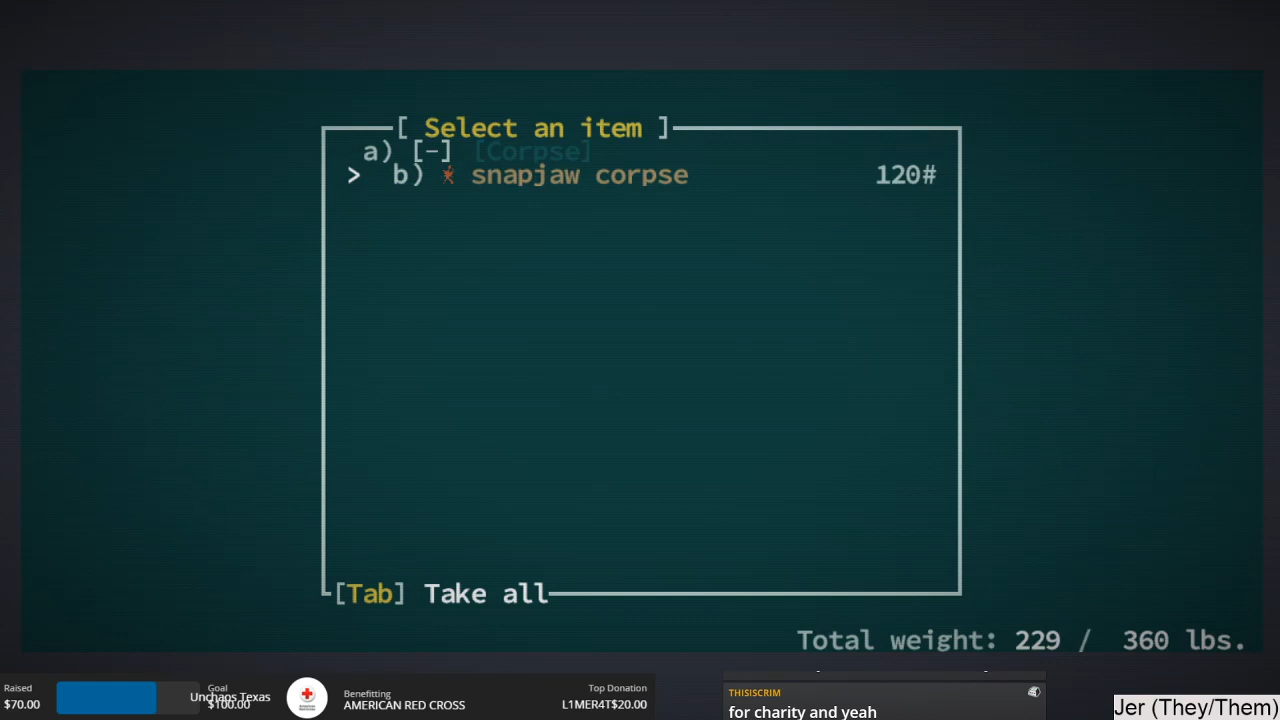 [ Select an item ]
a) [-] [Corpse]
> b) snapjaw corpse 120#
[Tab] Take all
Total weight: 229 / 360 lbs.
Raised
$70.00
Goal
$100.00
Unchaos Texas
Benefitting
AMERICAN RED CROSS
Top Donation
L1MER4T$20.00
THISISCRIM
for charity and yeah
Jer (They/Them)